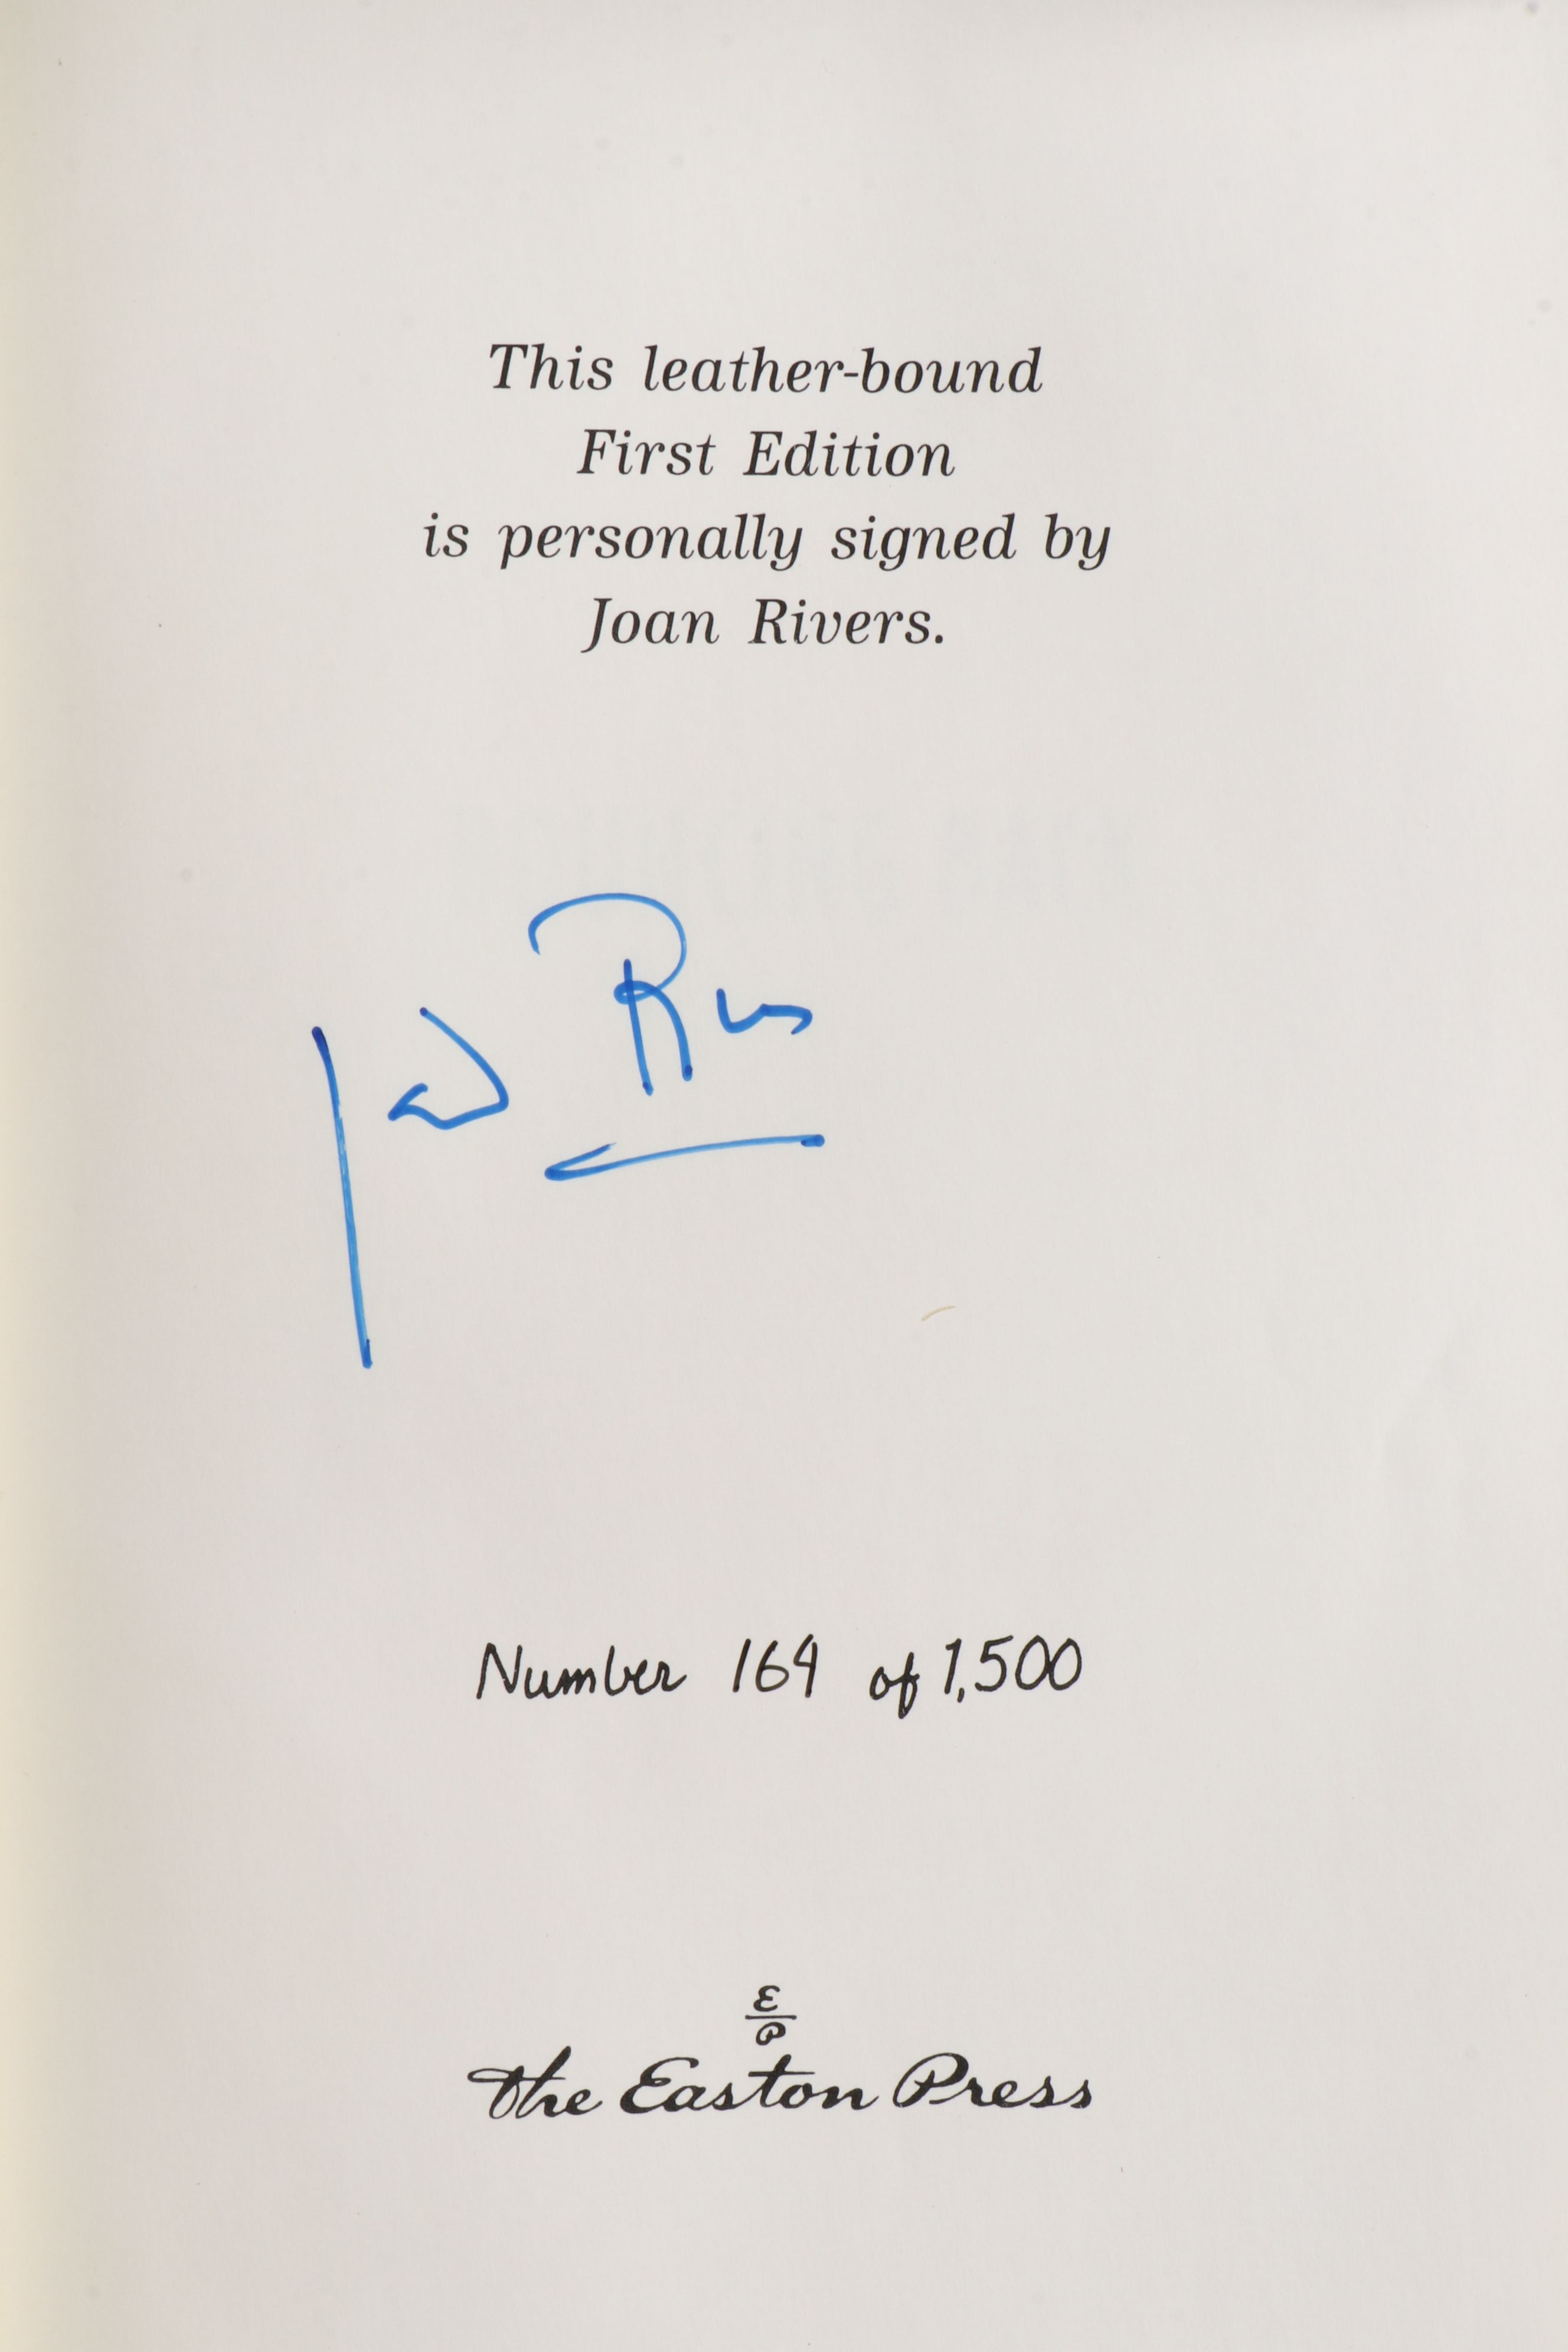 This leather-bound
First Edition
is personally signed by
Joan Rivers.
Number 164 of 1,500
E
P
The Easton Press